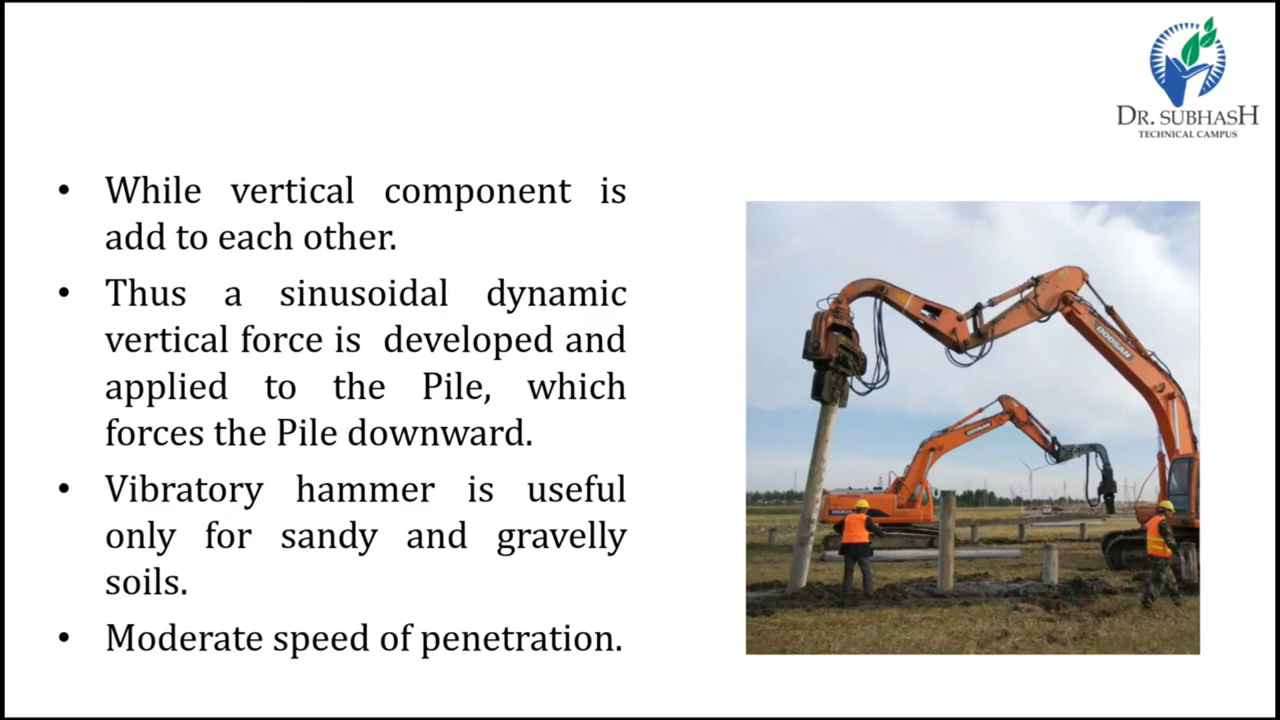 DR. SUBHASH
TECHNICAL CAMPUS
• While vertical component is
add to each other.
• Thus a sinusoidal dynamic
vertical force is developed and
applied to the Pile, which
forces the Pile downward.
• Vibratory hammer is useful
only for sandy and gravelly
soils.
• Moderate speed of penetration.
DOOSAN
DOOSAN